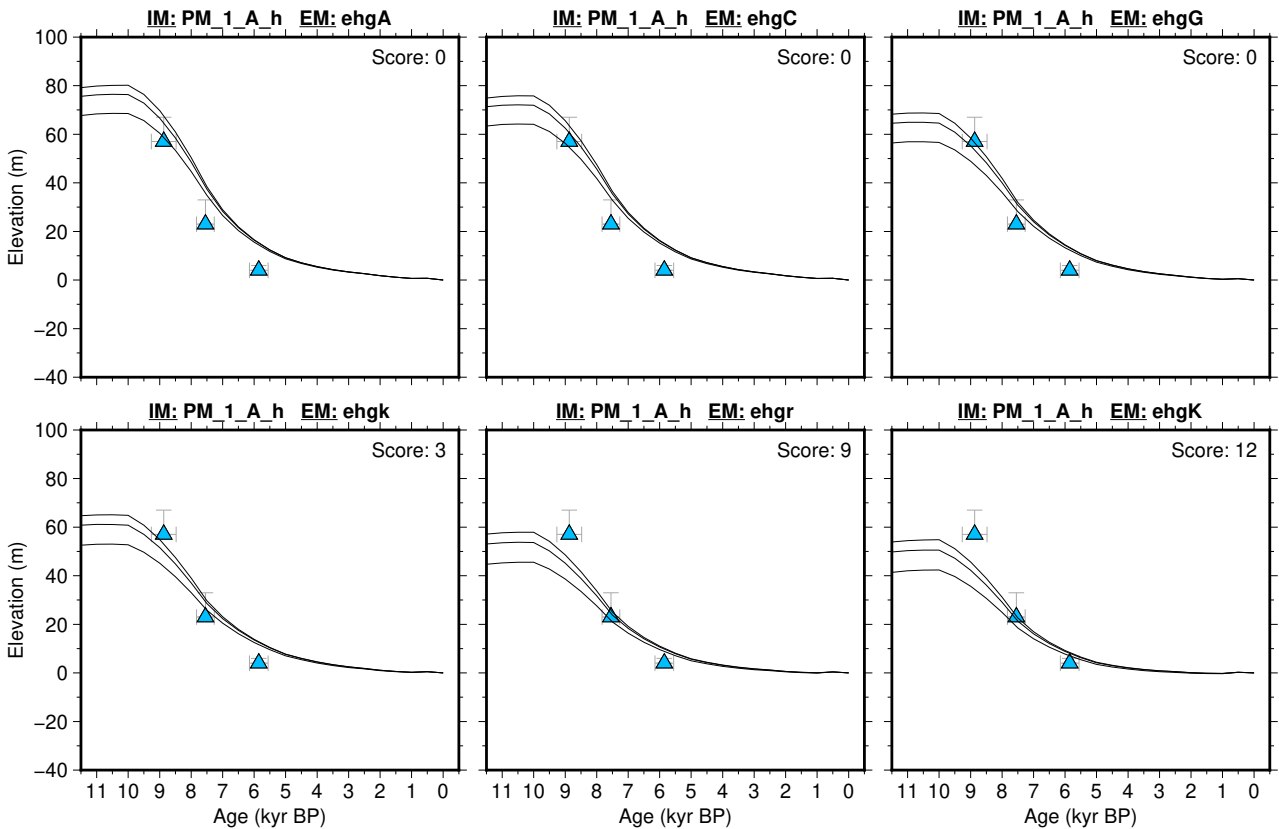 IM: PM_1_A_h EM: ehgA
IM: PM_1_A_h EM: ehgC
IM: PM_1_A_h EM: ehgG
Score: 0
Score: 0
Score: 0
100
80
60
40
20
0
−20
−40
Elevation (m)
IM: PM_1_A_h EM: ehgk
IM: PM_1_A_h EM: ehgr
IM: PM_1_A_h EM: ehgK
Score: 3
Score: 9
Score: 12
100
80
60
40
20
0
−20
−40
Elevation (m)
11 10 9 8 7 6 5 4 3 2 1 0
11 10 9 8 7 6 5 4 3 2 1 0
11 10 9 8 7 6 5 4 3 2 1 0
Age (kyr BP)
Age (kyr BP)
Age (kyr BP)